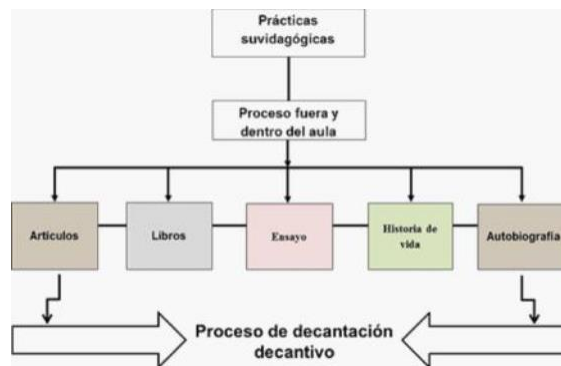 Prácticas
suvidagógicas
Proceso fuera y
dentro del aula
Artículos
Libros
Ensayo
Historia de
vida
Autobiografía
Proceso de decantación
decantivo